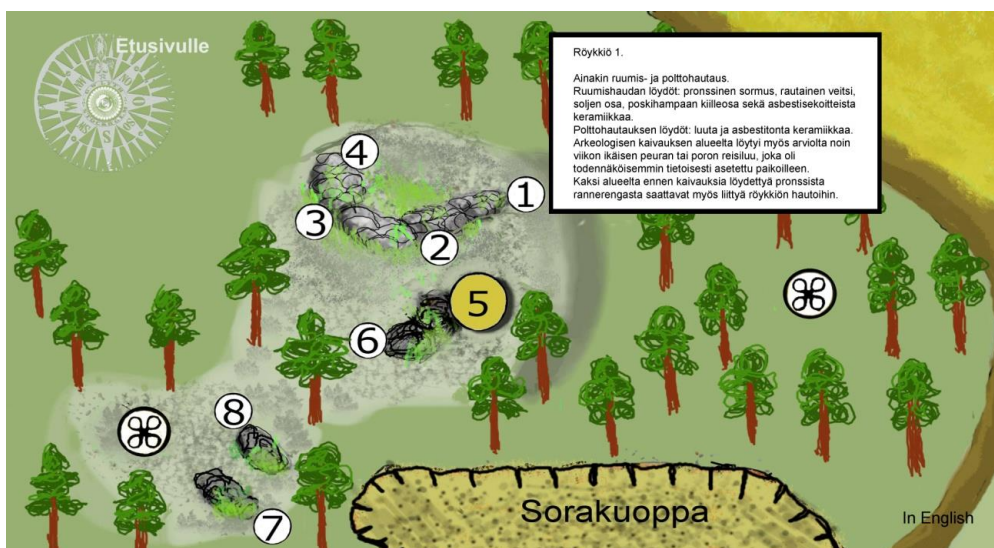 Etusivulle
Röykkiö 1.
Ainakin ruumis- ja polttohautaus.
Ruumishaudan löydöt: pronssinen sormus, rautainen veitsi,
soljen osa, poskihampaan kiilleosa sekä asbestisekoitteista
keramiikkaa.
Polttohautauksen löydöt: luuta ja asbestitonta keramiikkaa.
Arkeologisen kaivauksen alueelta löytyi myös arviolta noin
viikon ikäisen peuran tai poron reisiluu, joka oli
todennäköisemmin tietoisesti asetettu paikoilleen.
Kaksi alueelta ennen kaivauksia löydettyä pronssista
rannerengasta saattavat myös liittyä röykkiön hautoihin.
4
1
3
2
5
6
8
7
Sorakuoppa
In English